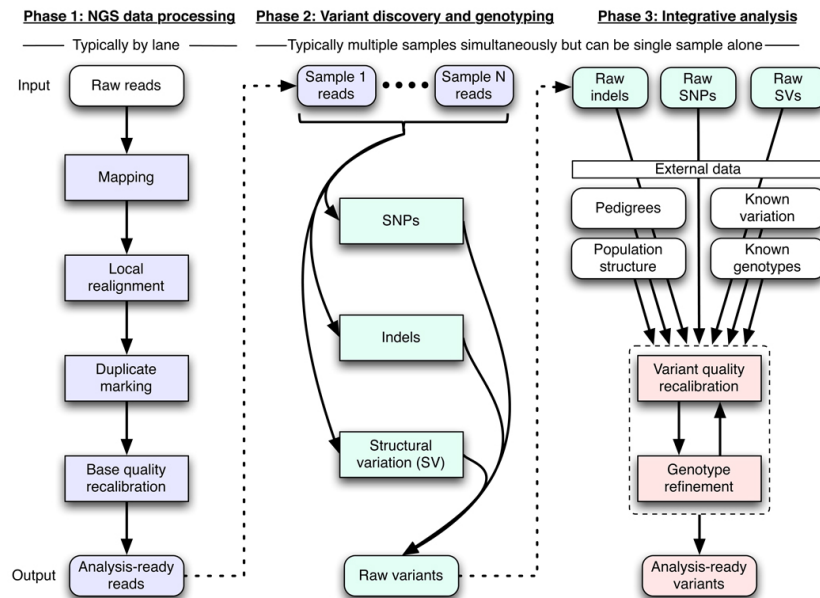 Phase 1: NGS data processing
Typically by lane
Input
Raw reads
Mapping
Local
realignment
Duplicate
marking
Base quality
recalibration
Output
Analysis-ready
reads
Phase 2: Variant discovery and genotyping
Typically multiple samples simultaneously but can be single sample alone
Sample 1
reads
Sample N
reads
SNPs
Indels
Structural
variation (SV)
Raw variants
Phase 3: Integrative analysis
Raw
indels
Raw
SNPs
Raw
SVs
External data
Pedigrees
Known
variation
Population
structure
Known
genotypes
Variant quality
recalibration
Genotype
refinement
Analysis-ready
variants